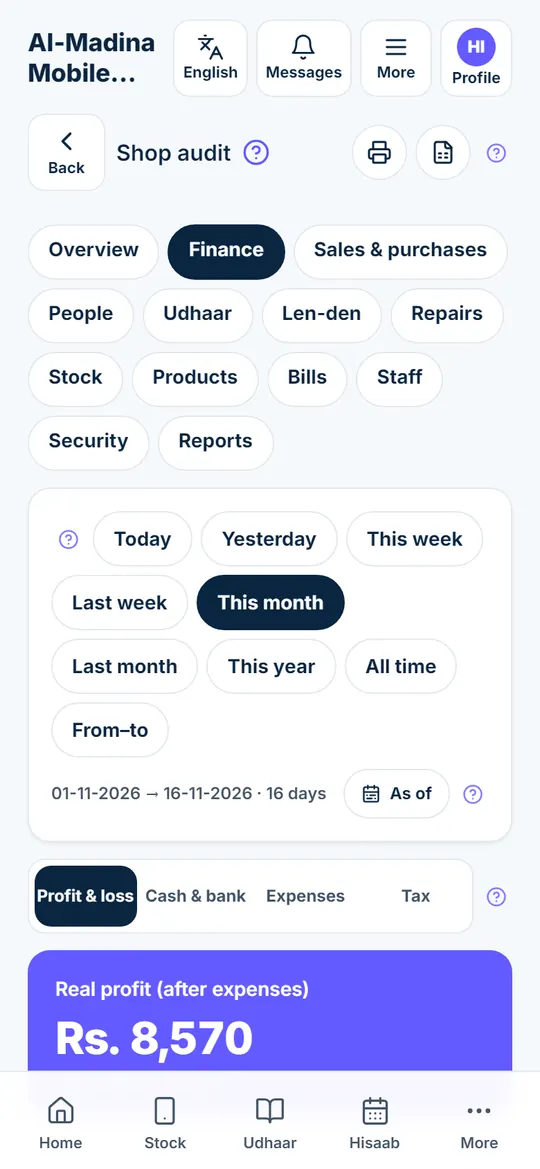 Al-Madina
Mobile...
English
Messages
More
HI
Profile
Back
Shop audit
?
?
Overview
Finance
Sales & purchases
People
Udhaar
Len-den
Repairs
Stock
Products
Bills
Staff
Security
Reports
?
Today
Yesterday
This week
Last week
This month
Last month
This year
All time
From–to
01-11-2026 → 16-11-2026 · 16 days
As of
?
Profit & loss
Cash & bank
Expenses
Tax
?
Real profit (after expenses)
Rs. 8,570
Home
Stock
Udhaar
Hisaab
More